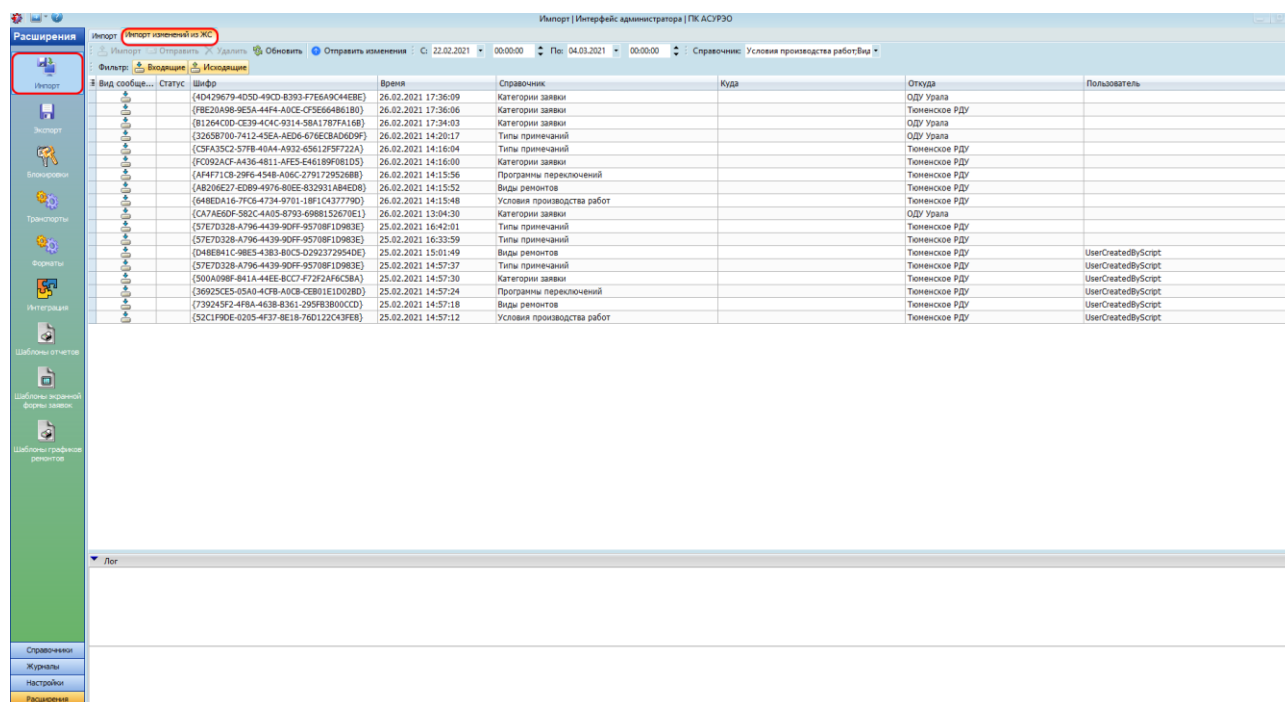 Импорт | Интерфейс администратора | ПК АСУРЭО
Расширения
Импорт Импорт изменений из ЖС
Импорт Отправить Удалить Обновить Отправить изменения С: 22.02.2021 00:00:00 По: 04.03.2021 00:00:00 Справочник: Условия производства работ;Вид
Фильтр: Входящие Исходящие
Вид сообще... Статус Шифр Время Справочник Куда Откуда Пользователь
{4D429679-4D5D-49CD-B393-F7E6A9C44EBE} 26.02.2021 17:36:09 Категории заявки ОДУ Урала
{FBE20A98-9E5A-44F4-A0CE-CF5E664B61B0} 26.02.2021 17:36:06 Категории заявки Тюменское РДУ
{B1264C0D-CE39-4C4C-9314-58A1787FA16B} 26.02.2021 17:34:03 Категории заявки ОДУ Урала
{3265B700-7412-45EA-AED6-676ECBAD6D9F} 26.02.2021 14:20:17 Типы примечаний ОДУ Урала
{C5FA35C2-57FB-40A4-A932-65612F5F722A} 26.02.2021 14:16:04 Типы примечаний Тюменское РДУ
{FC092ACF-A436-4811-AFE5-E46189F081D5} 26.02.2021 14:16:00 Категории заявки Тюменское РДУ
{AF4F71CB-29F6-454B-A06C-2791729526BB} 26.02.2021 14:15:56 Программы переключений Тюменское РДУ
{AB206E27-EDB9-4976-80EE-832931AB4ED8} 26.02.2021 14:15:52 Виды ремонтов Тюменское РДУ
{648EDA16-7FC6-4734-9701-18F1C437779D} 26.02.2021 14:15:48 Условия производства работ Тюменское РДУ
{CA7AE6DF-582C-4A05-8793-6988152670E1} 26.02.2021 13:04:30 Категории заявки ОДУ Урала
{57E7D328-A796-4439-9DFF-95708F1D983E} 25.02.2021 16:42:01 Типы примечаний Тюменское РДУ
{57E7D328-A796-4439-9DFF-95708F1D983E} 25.02.2021 16:33:59 Типы примечаний Тюменское РДУ
{D48EB41C-98E5-43B3-B0C5-D292372954DE} 25.02.2021 15:01:49 Виды ремонтов Тюменское РДУ UserCreatedByScript
{57E7D328-A796-4439-9DFF-95708F1D983E} 25.02.2021 14:57:37 Типы примечаний Тюменское РДУ UserCreatedByScript
{500A098F-841A-44EE-BCC7-F72F2AF6C5BA} 25.02.2021 14:57:30 Категории заявки Тюменское РДУ UserCreatedByScript
{36925CE5-05A0-4CFB-A0CB-CEB01E1D02BD} 25.02.2021 14:57:24 Программы переключений Тюменское РДУ UserCreatedByScript
{739245F2-4F8A-463B-B361-295FB3B00CCD} 25.02.2021 14:57:18 Виды ремонтов Тюменское РДУ UserCreatedByScript
{52C1F9DE-0205-4F37-8E18-76D122C43FE8} 25.02.2021 14:57:12 Условия производства работ Тюменское РДУ UserCreatedByScript
Импорт
Экспорт
Блокировки
Транспорты
Форматы
Интеграция
Шаблоны отчетов
Шаблоны экранной
формы заявок
Шаблоны графиков
ремонтов
Лог
Справочники
Журналы
Настройки
Расширения